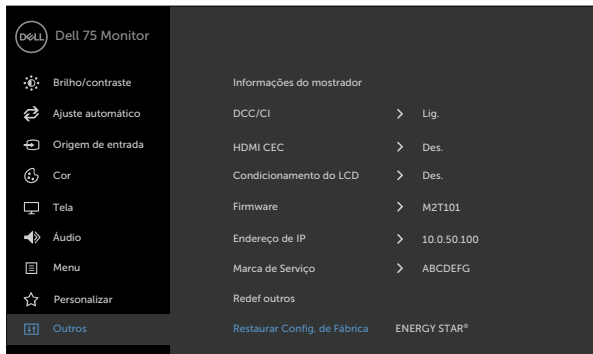 DELL Dell 75 Monitor
Brilho/contraste
Informações do mostrador
Ajuste automático
DCC/CI
Lig.
Origem de entrada
HDMI CEC
Des.
Cor
Condicionamento do LCD
Des.
Tela
Firmware
M2T101
Áudio
Endereço de IP
10.0.50.100
Menu
Marca de Serviço
ABCDEFG
Personalizar
Redef outros
Outros
Restaurar Config. de Fábrica
ENERGY STAR®